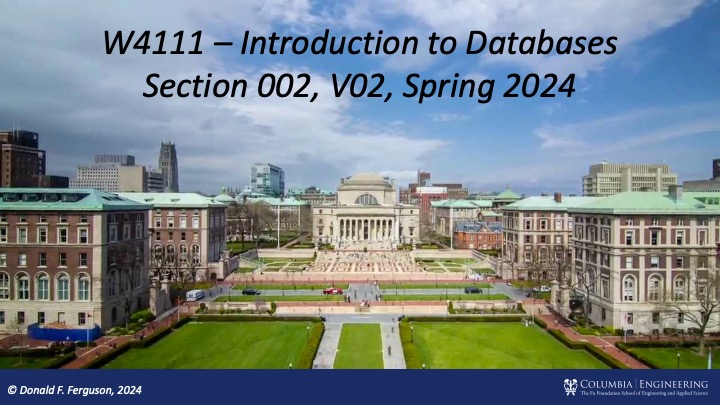 W4111 – Introduction to Databases
Section 002, V02, Spring 2024
© Donald F. Ferguson, 2024
COLUMBIA | ENGINEERING
The Fu Foundation School of Engineering and Applied Science